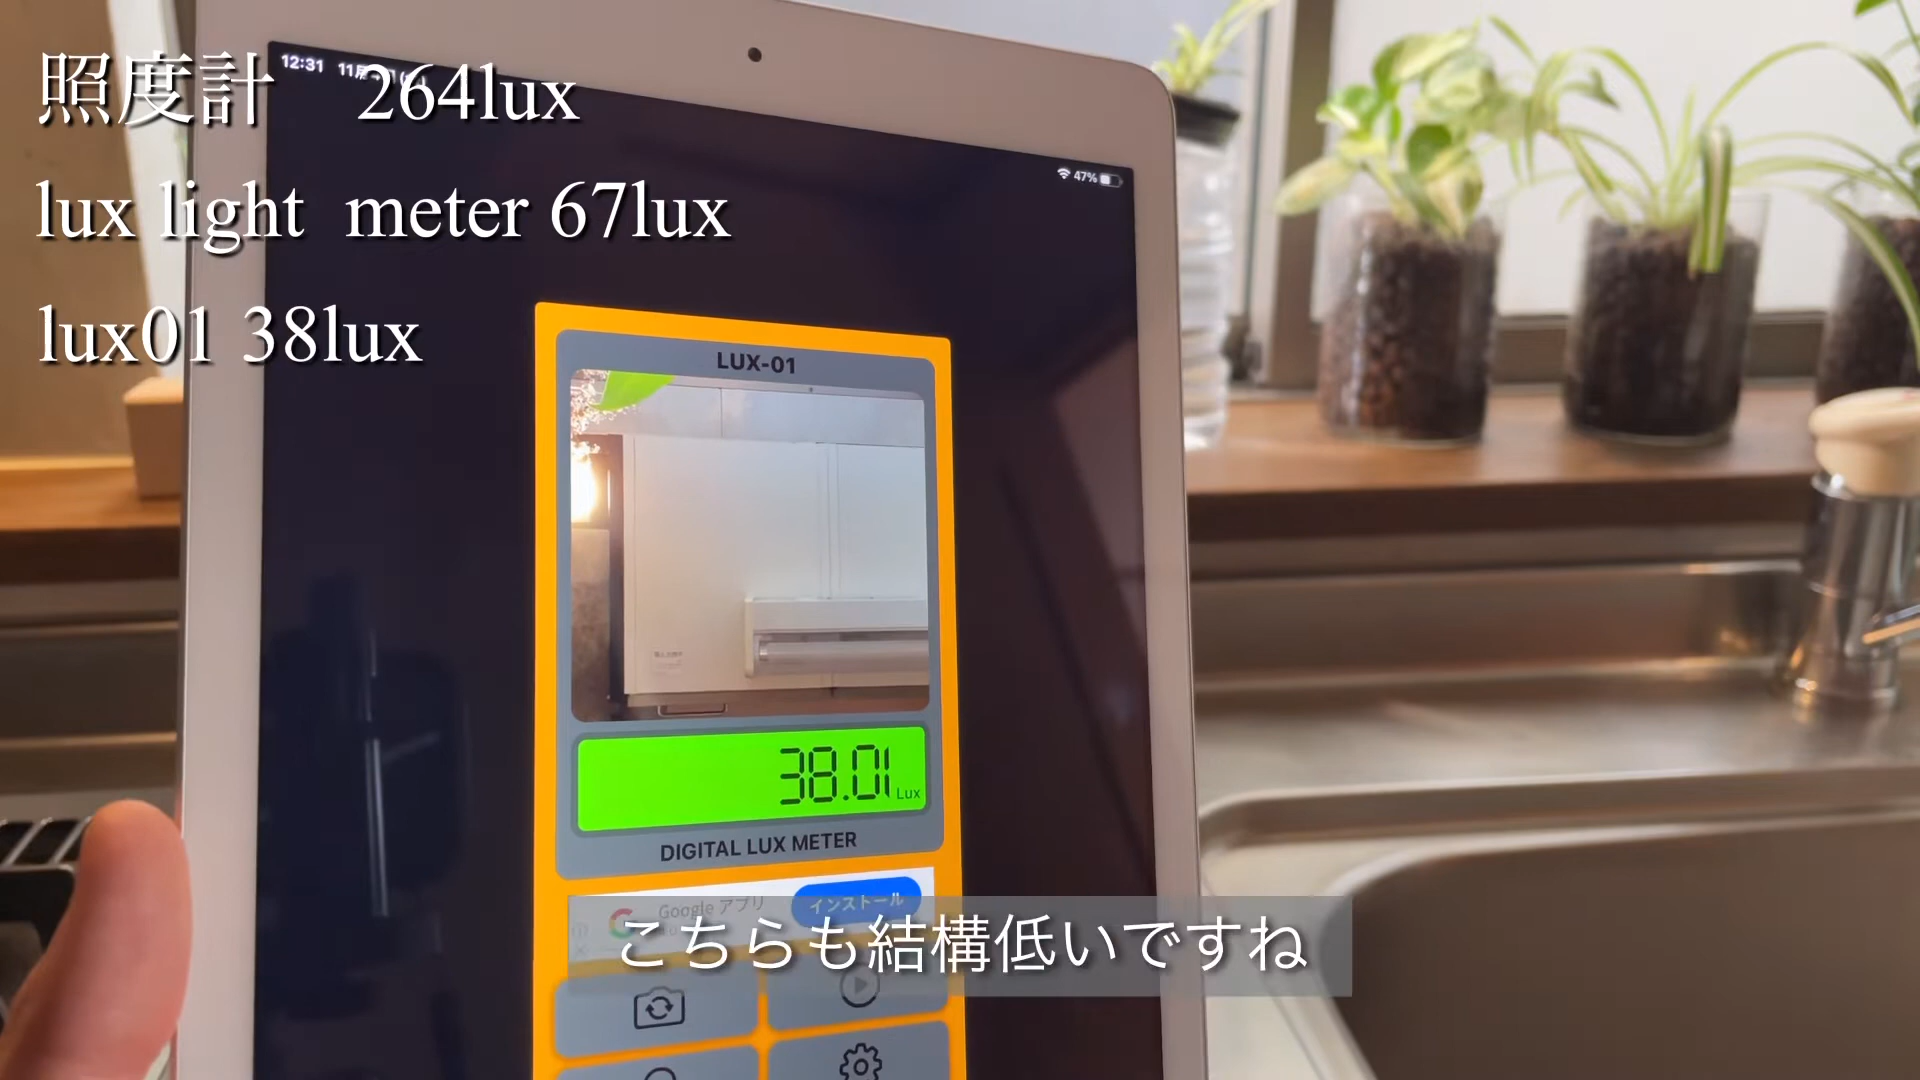 照度計 264lux
lux light meter 67lux
lux01 38lux
12:31
47%
LUX-01
38.01 Lux
DIGITAL LUX METER
Google アプリ
インストール
こちらも結構低いですね